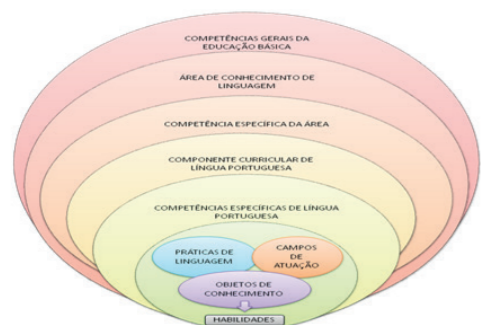 COMPETÊNCIAS GERAIS DA
EDUCAÇÃO BÁSICA
ÁREA DE CONHECIMENTO DE
LINGUAGEM
COMPETÊNCIA ESPECÍFICA DA ÁREA
COMPONENTE CURRICULAR DE
LÍNGUA PORTUGUESA
COMPETÊNCIAS ESPECÍFICAS DE LÍNGUA
PORTUGUESA
PRÁTICAS DE
LINGUAGEM
CAMPOS
DE
ATUAÇÃO
OBJETOS DE
CONHECIMENTO
HABILIDADES